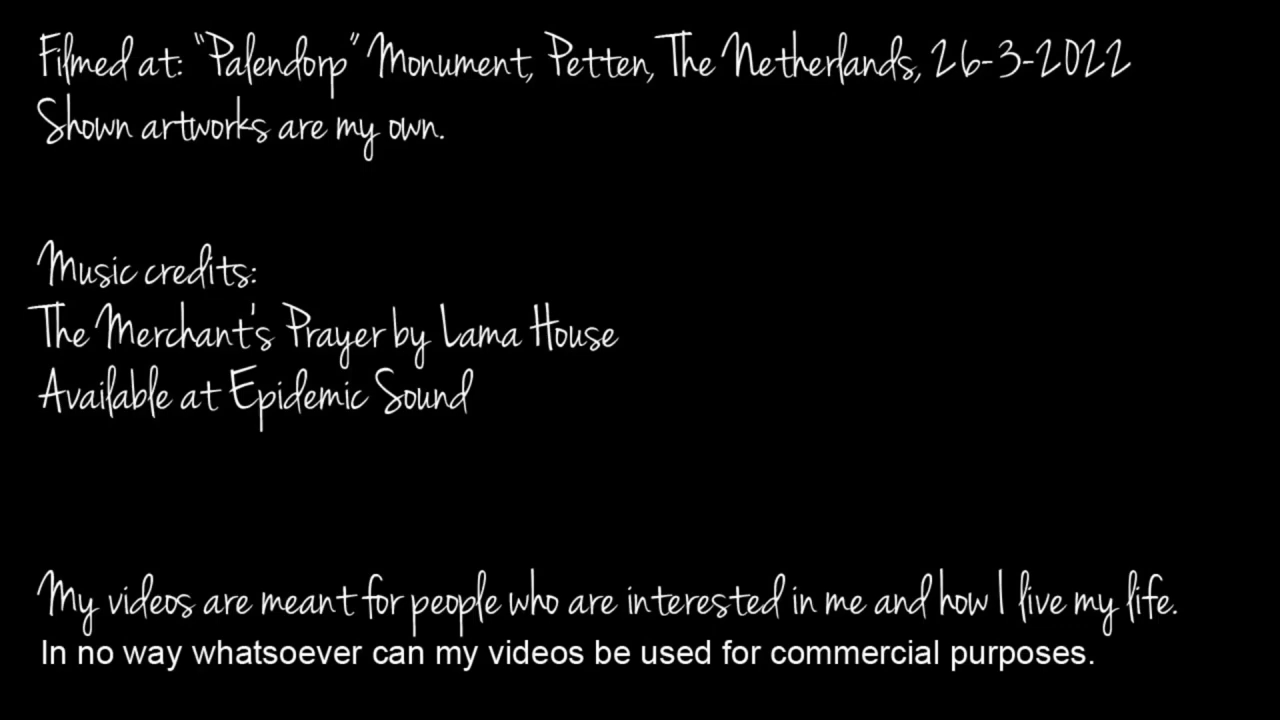 Filmed at: "Palendorp" Monument, Petten, The Netherlands, 26-3-2022
Shown artworks are my own.
Music credits:
The Merchant's Prayer by Lama House
Available at Epidemic Sound
My videos are meant for people who are interested in me and how I live my life.
In no way whatsoever can my videos be used for commercial purposes.